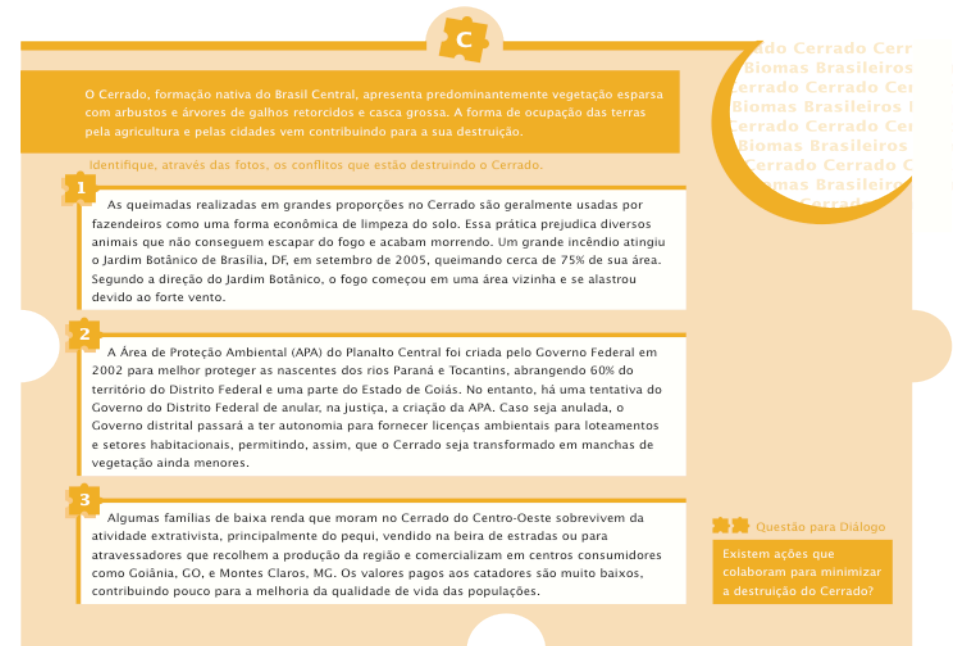 C
ado Cerrado Cerr
Biomas Brasileiros
Cerrado Cerrado Cer
Biomas Brasileiros
Cerrado Cerrado Cer
Biomas Brasileiros
Cerrado Cerrado C
omas Brasileiro
Cerrado
O Cerrado, formação nativa do Brasil Central, apresenta predominantemente vegetação esparsa
com arbustos e árvores de galhos retorcidos e casca grossa. A forma de ocupação das terras
pela agricultura e pelas cidades vem contribuindo para a sua destruição.
Identifique, através das fotos, os conflitos que estão destruindo o Cerrado.
1
As queimadas realizadas em grandes proporções no Cerrado são geralmente usadas por
fazendeiros como uma forma econômica de limpeza do solo. Essa prática prejudica diversos
animais que não conseguem escapar do fogo e acabam morrendo. Um grande incêndio atingiu
o Jardim Botânico de Brasília, DF, em setembro de 2005, queimando cerca de 75% de sua área.
Segundo a direção do Jardim Botânico, o fogo começou em uma área vizinha e se alastrou
devido ao forte vento.
2
A Área de Proteção Ambiental (APA) do Planalto Central foi criada pelo Governo Federal em
2002 para melhor proteger as nascentes dos rios Paraná e Tocantins, abrangendo 60% do
território do Distrito Federal e uma parte do Estado de Goiás. No entanto, há uma tentativa do
Governo do Distrito Federal de anular, na justiça, a criação da APA. Caso seja anulada, o
Governo distrital passará a ter autonomia para fornecer licenças ambientais para loteamentos
e setores habitacionais, permitindo, assim, que o Cerrado seja transformado em manchas de
vegetação ainda menores.
3
Algumas famílias de baixa renda que moram no Cerrado do Centro-Oeste sobrevivem da
atividade extrativista, principalmente do pequi, vendido na beira de estradas ou para
atravessadores que recolhem a produção da região e comercializam em centros consumidores
como Goiânia, GO, e Montes Claros, MG. Os valores pagos aos catadores são muito baixos,
contribuindo pouco para a melhoria da qualidade de vida das populações.
Questão para Diálogo
Existem ações que
colaboram para minimizar
a destruição do Cerrado?